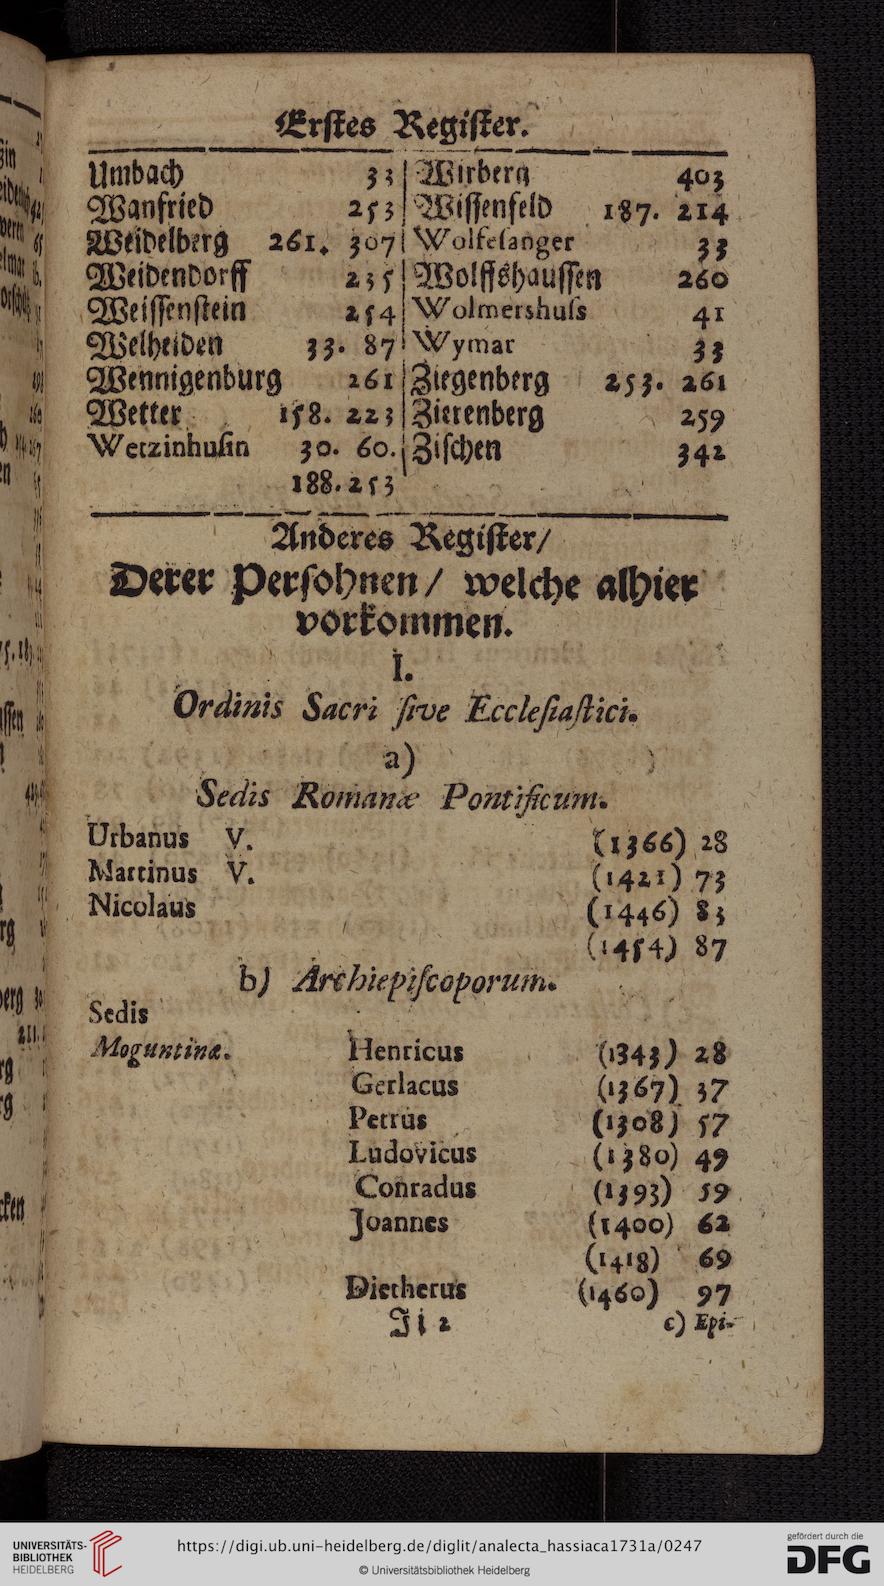 Erſtes Regiſter.
Umbach 33
Wanfried 253
Weidelberg 261. 307
Weidendorff 235
Weiſſenſtein 254
Welheiden 33. 87
Wennigenburg 261
Wetter 158. 223
Wetzinhuſin 30. 60.
188. 253
Wirberg 403
Wiſſenfeld 187. 214
Wolfeſanger 33
Wolffshauſſen 260
Wolmershuſs 41
Wymar 33
Ziegenberg 253. 261
Zierenberg 259
Ziſchen 342
Anderes Regiſter/
Derer Perſohnen/ welche alhier
vorkommen.
I.
Ordinis Sacri ſive Eccleſiaſtici.
a)
Sedis Romanæ Pontificum.
Urbanus V. (1366) 28
Martinus V. (1421) 73
Nicolaus (1446) 83
(1454) 87
b) Archiepiſcoporum.
Sedis
Moguntinæ. Henricus (1343) 28
Gerlacus (1367) 37
Petrus (1308) 57
Ludovicus (1380) 49
Conradus (1393) 59
Joannes (1400) 62
(1418) 69
Dietherus (1460) 97
Ii 2 c) Epi-
UNIVERSITÄTS-
BIBLIOTHEK
HEIDELBERG
https://digi.ub.uni-heidelberg.de/diglit/analecta_hassiaca1731a/0247
© Universitätsbibliothek Heidelberg
gefördert durch die
DFG